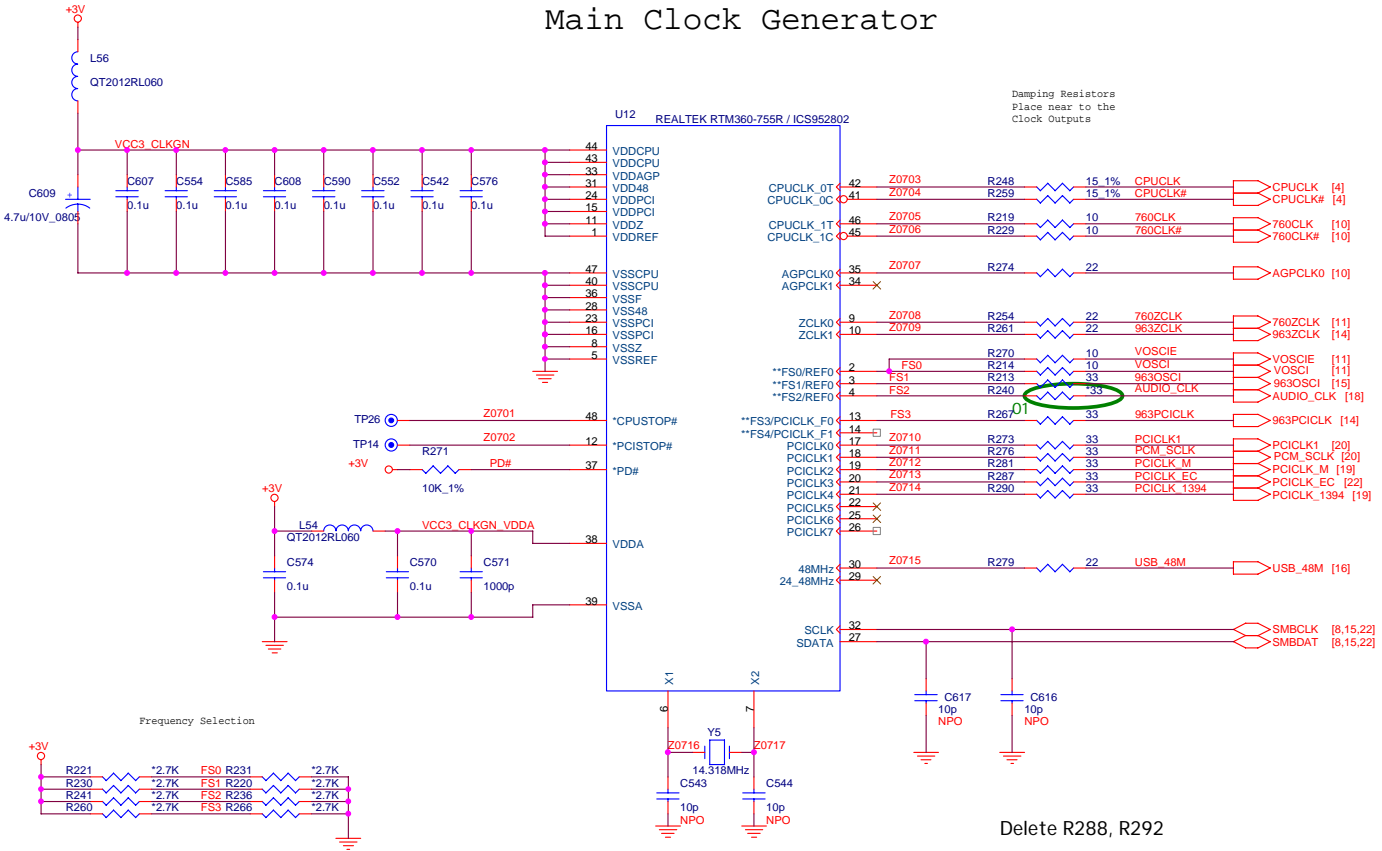 Main Clock Generator
+3V
L56
QT2012RL060
VCC3_CLKGN
C609
+
4.7u/10V_0805
C607
0.1u
C554
0.1u
C585
0.1u
C608
0.1u
C590
0.1u
C552
0.1u
C542
0.1u
C576
0.1u
U12
REALTEK RTM360-755R / ICS952802
Damping Resistors
Place near to the
Clock Outputs
44 VDDCPU
43 VDDCPU
33 VDDAGP
31 VDD48
24 VDDPCI
15 VDDPCI
11 VDDZ
1 VDDREF
47 VSSCPU
40 VSSCPU
36 VSSF
28 VSS48
23 VSSPCI
16 VSSPCI
8 VSSZ
5 VSSREF
TP26 Z0701 48 *CPUSTOP#
TP14 Z0702 12 *PCISTOP#
+3V R271 10K_1% PD# 37 *PD#
+3V
L54
QT2012RL060
VCC3_CLKGN_VDDA
38 VDDA
C574
0.1u
C570
0.1u
C571
1000p
39 VSSA
CPUCLK_0T 42 Z0703 R248 15_1% CPUCLK CPUCLK [4]
CPUCLK_0C 41 Z0704 R259 15_1% CPUCLK# CPUCLK# [4]
CPUCLK_1T 46 Z0705 R219 10 760CLK 760CLK [10]
CPUCLK_1C 45 Z0706 R229 10 760CLK# 760CLK# [10]
AGPCLK0 35 Z0707 R274 22 AGPCLK0 [10]
AGPCLK1 34
ZCLK0 9 Z0708 R254 22 760ZCLK 760ZCLK [11]
ZCLK1 10 Z0709 R261 22 963ZCLK 963ZCLK [14]
R270 10 VOSCIE VOSCIE [11]
**FS0/REF0 2 FS0 R214 10 VOSCI VOSCI [11]
**FS1/REF0 3 FS1 R213 33 963OSCI 963OSCI [15]
**FS2/REF0 4 FS2 R240 *33 AUDIO_CLK AUDIO_CLK [18]
01
**FS3/PCICLK_F0 13 FS3 R267 33 963PCICLK 963PCICLK [14]
**FS4/PCICLK_F1 14
PCICLK0 17 Z0710 R273 33 PCICLK1 PCICLK1 [20]
PCICLK1 18 Z0711 R276 33 PCM_SCLK PCM_SCLK [20]
PCICLK2 19 Z0712 R281 33 PCICLK_M PCICLK_M [19]
PCICLK3 20 Z0713 R287 33 PCICLK_EC PCICLK_EC [22]
PCICLK4 21 Z0714 R290 33 PCICLK_1394 PCICLK_1394 [19]
PCICLK5 22
PCICLK6 25
PCICLK7 26
48MHz 30 Z0715 R279 22 USB_48M USB_48M [16]
24_48MHz 29
SCLK 32 SMBCLK [8,15,22]
SDATA 27 SMBDAT [8,15,22]
C617
10p
NPO
C616
10p
NPO
X1
X2
6
7
Y5
Z0716
Z0717
14.318MHz
C543
10p
NPO
C544
10p
NPO
Frequency Selection
+3V
R221 *2.7K FS0 R231 *2.7K
R230 *2.7K FS1 R220 *2.7K
R241 *2.7K FS2 R236 *2.7K
R260 *2.7K FS3 R266 *2.7K
Delete R288, R292